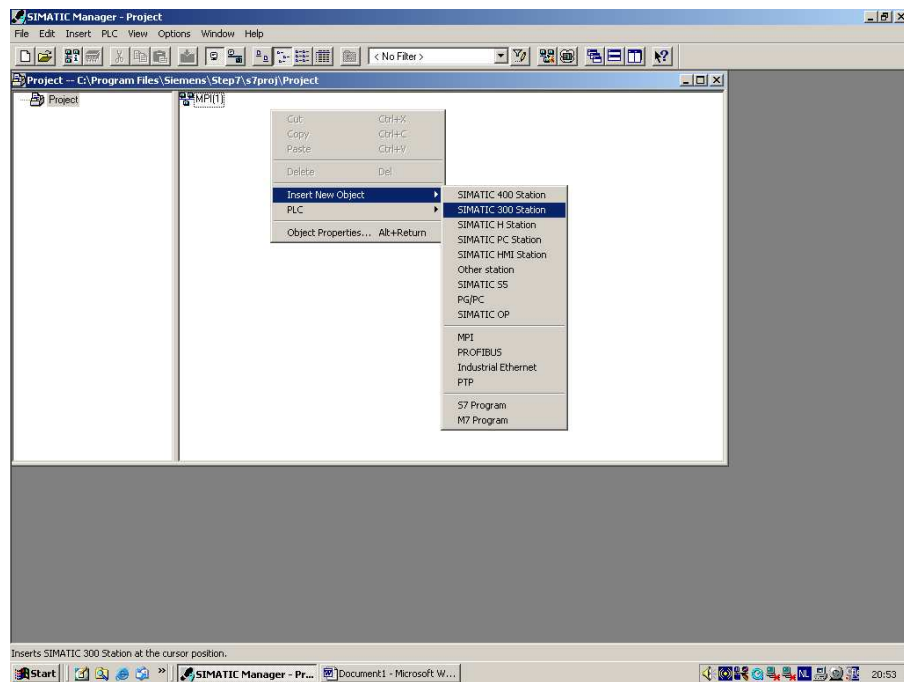 SIMATIC Manager - Project
File Edit Insert PLC View Options Window Help
< No Filter >
Project -- C:\Program Files\Siemens\Step7\s7proj\Project
Project
MPI(1)
Cut Ctrl+X
Copy Ctrl+C
Paste Ctrl+V
Delete Del
Insert New Object
PLC
Object Properties... Alt+Return
SIMATIC 400 Station
SIMATIC 300 Station
SIMATIC H Station
SIMATIC PC Station
SIMATIC HMI Station
Other station
SIMATIC S5
PG/PC
SIMATIC OP
MPI
PROFIBUS
Industrial Ethernet
PTP
S7 Program
M7 Program
Inserts SIMATIC 300 Station at the cursor position.
Start
SIMATIC Manager - Pr...
Document1 - Microsoft W...
NL
20:53